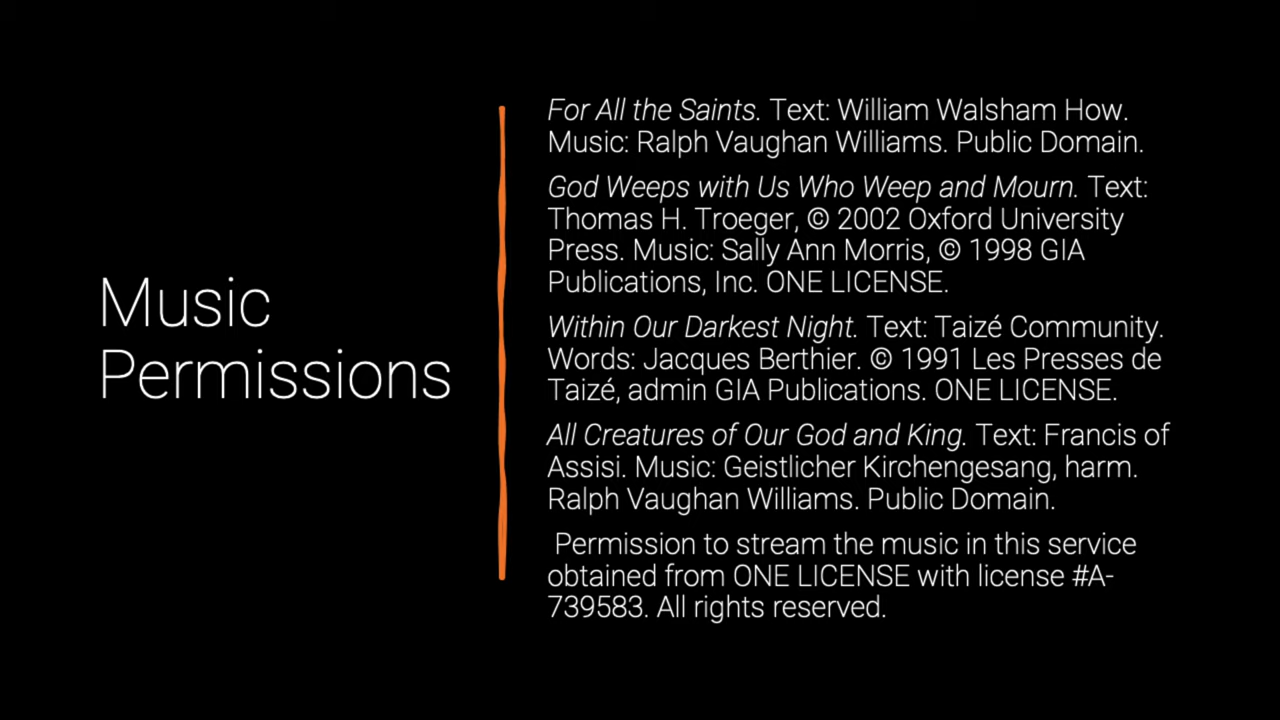 Music
Permissions
For All the Saints. Text: William Walsham How.
Music: Ralph Vaughan Williams. Public Domain.
God Weeps with Us Who Weep and Mourn. Text:
Thomas H. Troeger, © 2002 Oxford University
Press. Music: Sally Ann Morris, © 1998 GIA
Publications, Inc. ONE LICENSE.
Within Our Darkest Night. Text: Taizé Community.
Words: Jacques Berthier. © 1991 Les Presses de
Taizé, admin GIA Publications. ONE LICENSE.
All Creatures of Our God and King. Text: Francis of
Assisi. Music: Geistlicher Kirchengesang, harm.
Ralph Vaughan Williams. Public Domain.
Permission to stream the music in this service
obtained from ONE LICENSE with license #A-
739583. All rights reserved.